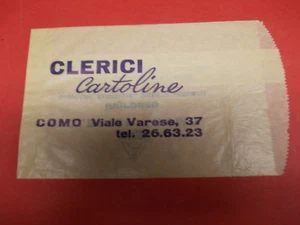 CLERICI
Cartoline
COMO Viale Varese, 37
tel. 26.63.23